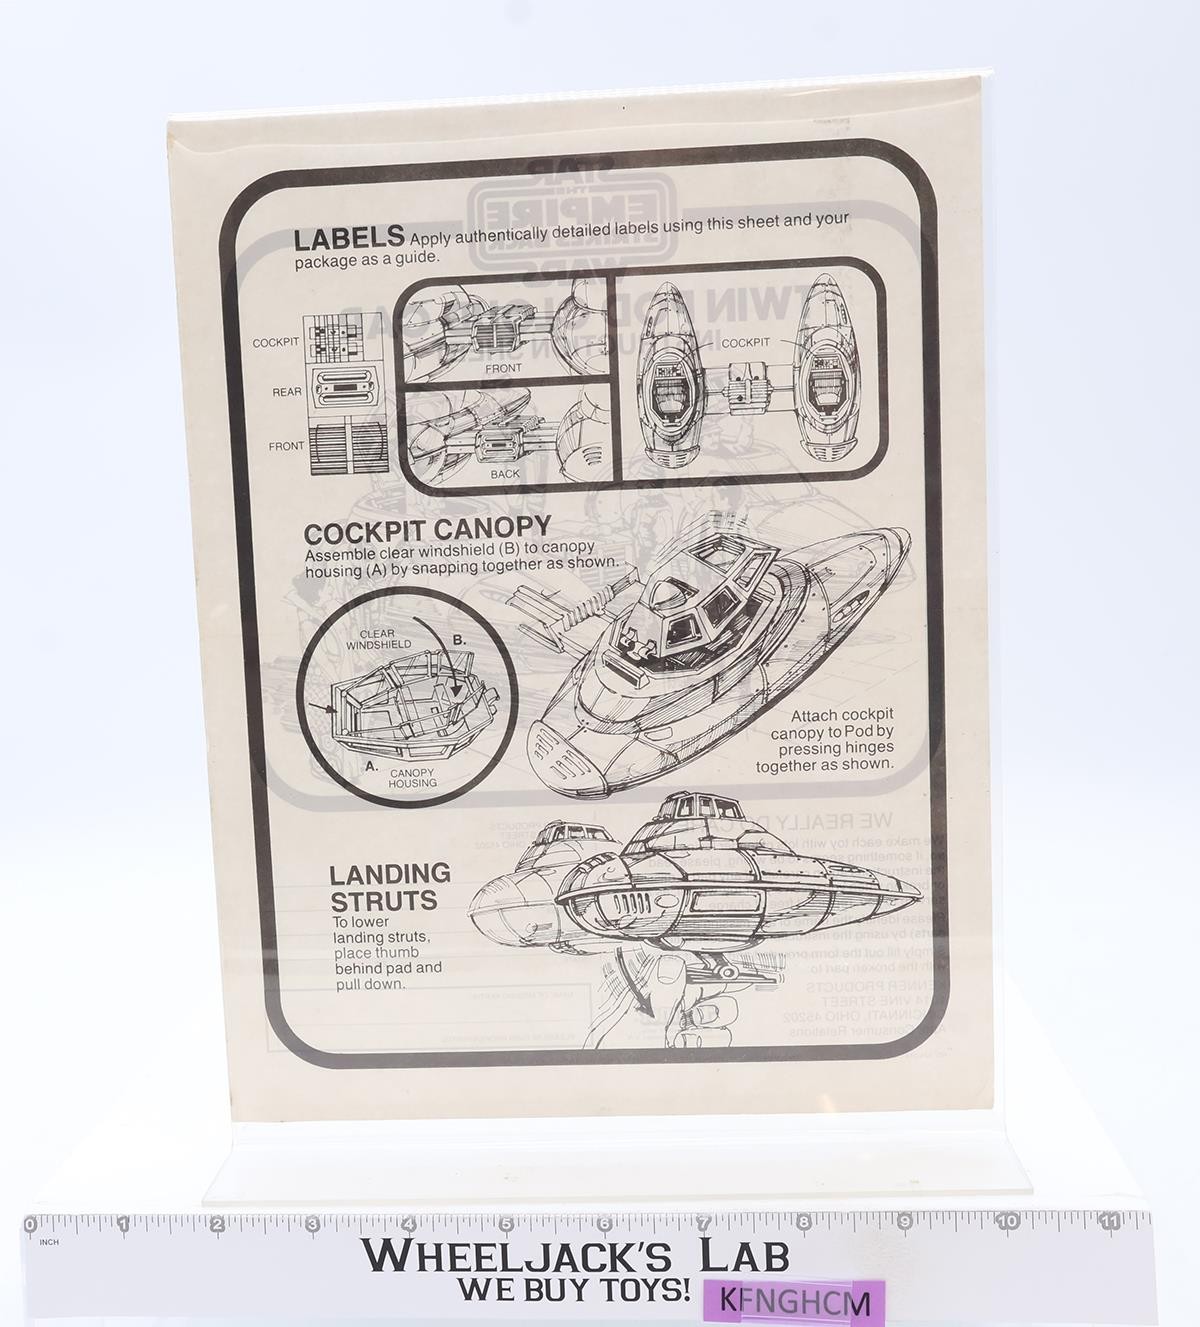 LABELS Apply authentically detailed labels using this sheet and your
package as a guide.
COCKPIT
REAR
FRONT
FRONT
BACK
COCKPIT
COCKPIT CANOPY
Assemble clear windshield (B) to canopy
housing (A) by snapping together as shown.
CLEAR
WINDSHIELD
B.
A.
CANOPY
HOUSING
Attach cockpit
canopy to Pod by
pressing hinges
together as shown.
LANDING
STRUTS
To lower
landing struts,
place thumb
behind pad and
pull down.
0 1 2 3 4 5 6 7 8 9 10 11
INCH
WHEELJACK'S LAB
WE BUY TOYS!
KFNGHCM